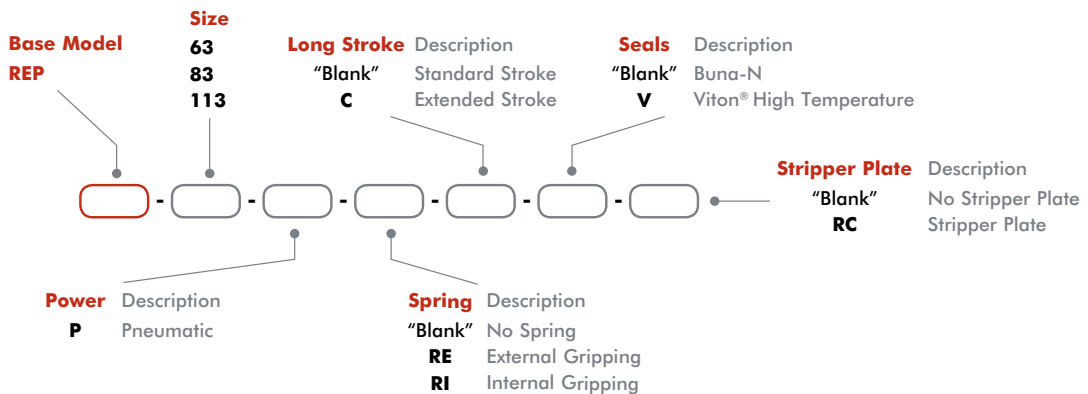 Size
Base Model
REP
63
83
113
Long Stroke Description
“Blank” Standard Stroke
C Extended Stroke
Seals Description
“Blank” Buna-N
V Viton® High Temperature
Stripper Plate Description
“Blank” No Stripper Plate
RC Stripper Plate
- - - - - -
Power Description
P Pneumatic
Spring Description
“Blank” No Spring
RE External Gripping
RI Internal Gripping